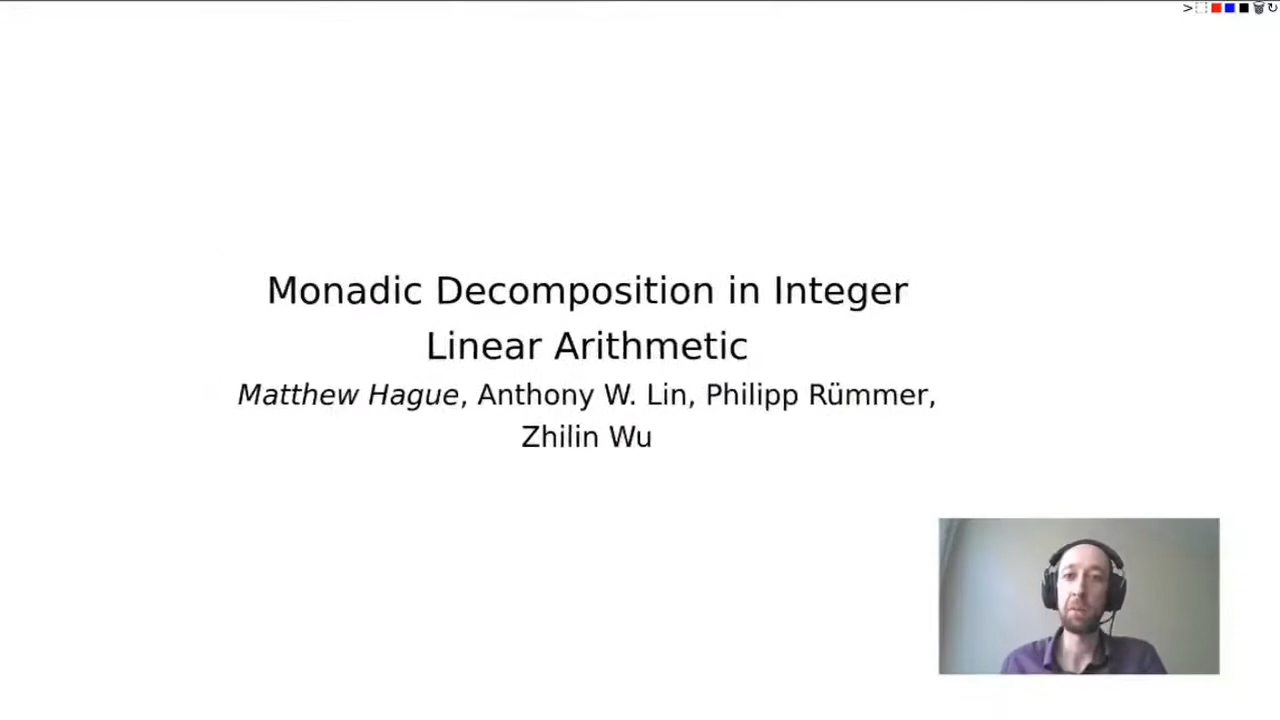 Monadic Decomposition in Integer
Linear Arithmetic
Matthew Hague, Anthony W. Lin, Philipp Rümmer,
Zhilin Wu